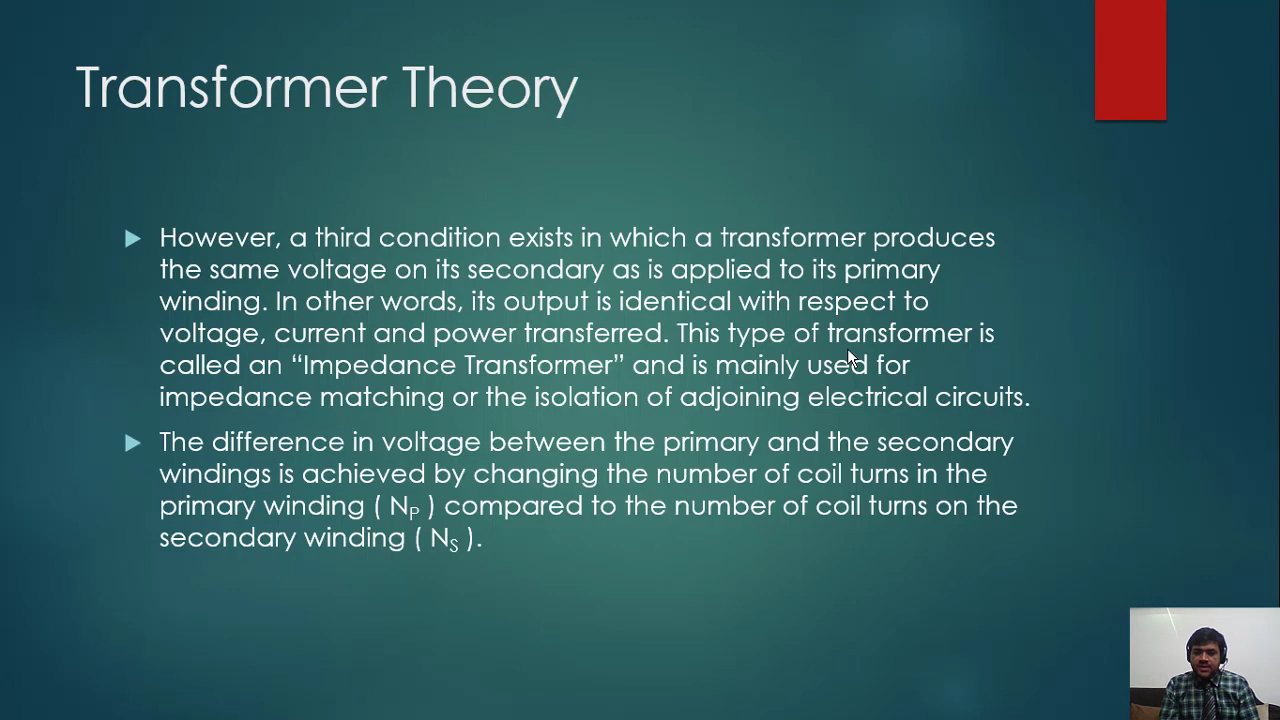 Transformer Theory
However, a third condition exists in which a transformer produces
the same voltage on its secondary as is applied to its primary
winding. In other words, its output is identical with respect to
voltage, current and power transferred. This type of transformer is
called an “Impedance Transformer” and is mainly used for
impedance matching or the isolation of adjoining electrical circuits.
The difference in voltage between the primary and the secondary
windings is achieved by changing the number of coil turns in the
primary winding ( NP ) compared to the number of coil turns on the
secondary winding ( NS ).